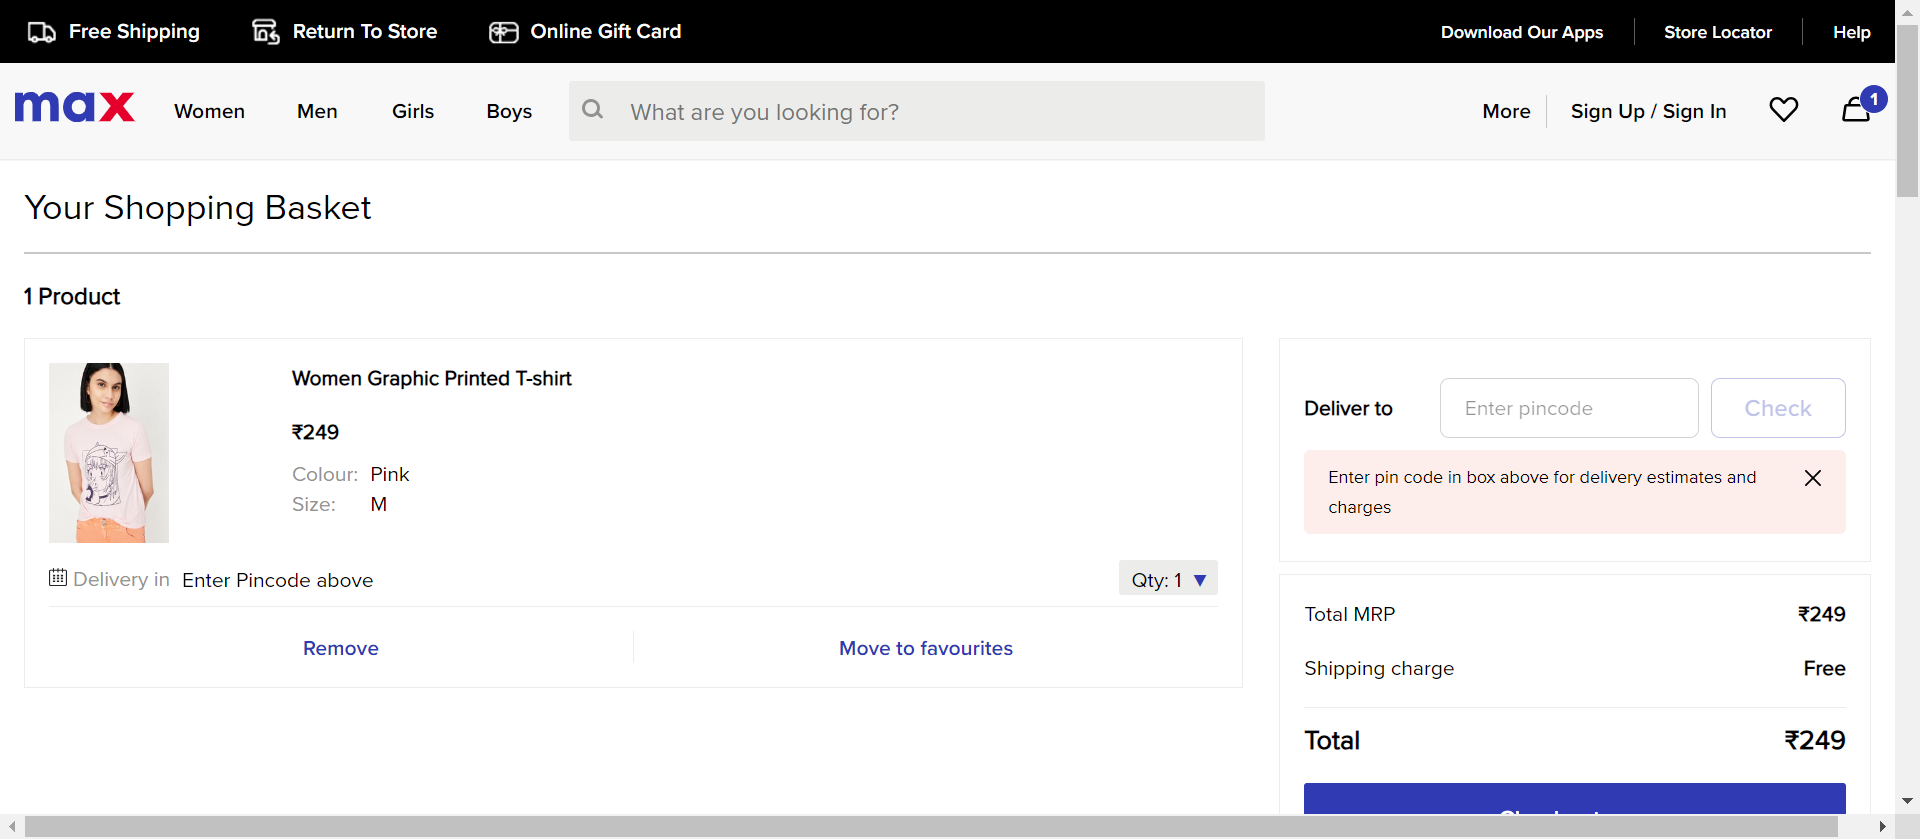 Free Shipping
Return To Store
Online Gift Card
Download Our Apps
Store Locator
Help
max
Women
Men
Girls
Boys
What are you looking for?
More
Sign Up / Sign In
1
Your Shopping Basket
1 Product
Women Graphic Printed T-shirt
₹249
Colour: Pink
Size: M
Delivery in Enter Pincode above
Qty: 1
Remove
Move to favourites
Deliver to
Enter pincode
Check
Enter pin code in box above for delivery estimates and
charges
Total MRP ₹249
Shipping charge Free
Total ₹249